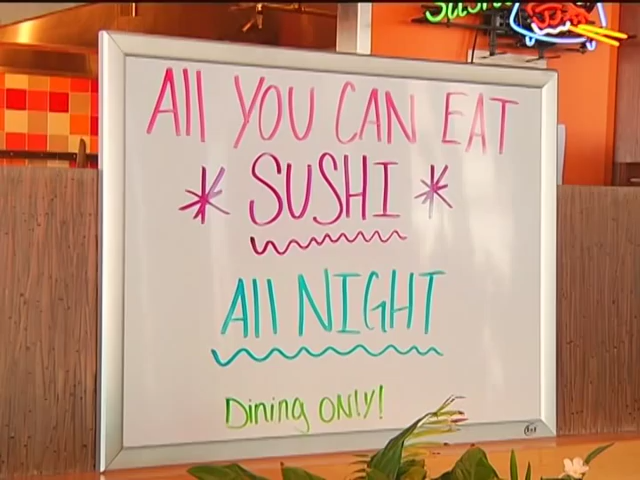 All YOU CAN EAT
* SUSHI *
All NIGHT
Dining ONLY!